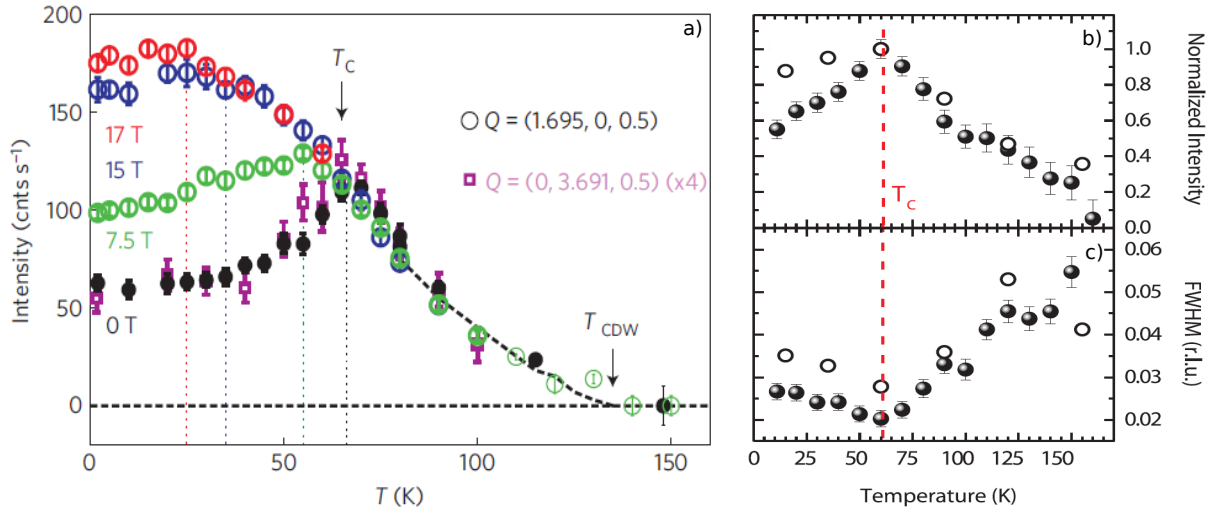 a)
200
150
100
50
0
Intensity (cnts s⁻¹)
T_C
Q = (1.695, 0, 0.5)
Q = (0, 3.691, 0.5) (x4)
17 T
15 T
7.5 T
0 T
T_CDW
0 50 100 150
T (K)
b)
1.0
0.8
0.6
0.4
0.2
0.0
Normalized Intensity
T_C
c)
0.06
0.05
0.04
0.03
0.02
FWHM (r.l.u.)
0 25 50 75 100 125 150
Temperature (K)